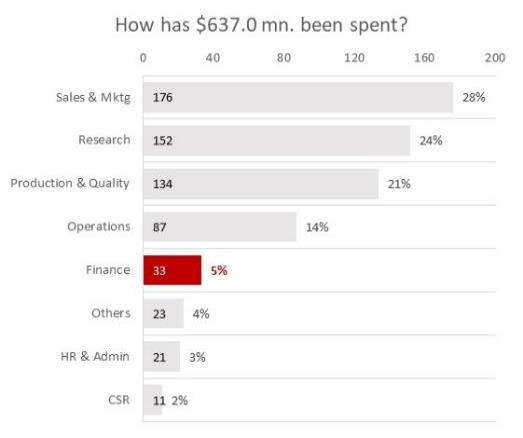 How has $637.0 mn. been spent?
0 40 80 120 160 200
Sales & Mktg 176 28%
Research 152 24%
Production & Quality 134 21%
Operations 87 14%
Finance 33 5%
Others 23 4%
HR & Admin 21 3%
CSR 11 2%